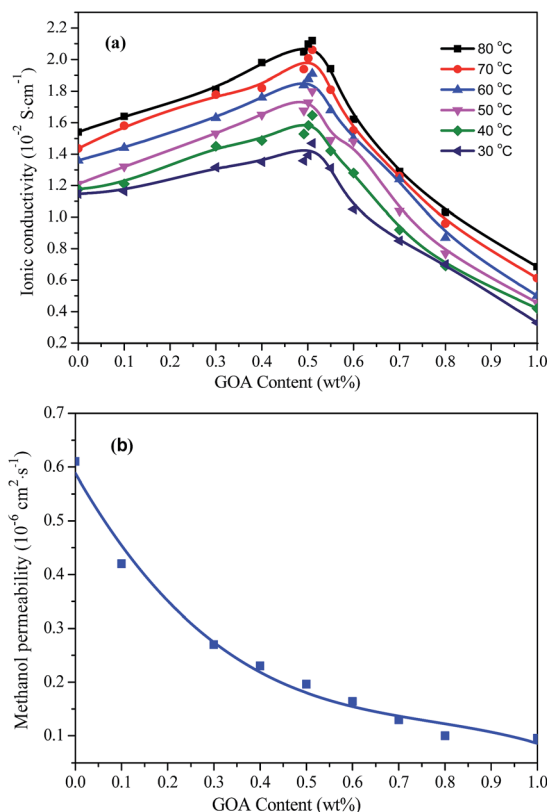 (a)
80 °C
70 °C
60 °C
50 °C
40 °C
30 °C
Ionic conductivity (10⁻² S·cm⁻¹)
2.2
2.0
1.8
1.6
1.4
1.2
1.0
0.8
0.6
0.4
0.2
0.0 0.1 0.2 0.3 0.4 0.5 0.6 0.7 0.8 0.9 1.0
GOA Content (wt%)
(b)
Methanol permeability (10⁻⁶ cm²·s⁻¹)
0.7
0.6
0.5
0.4
0.3
0.2
0.1
0.0 0.1 0.2 0.3 0.4 0.5 0.6 0.7 0.8 0.9 1.0
GOA Content (wt%)